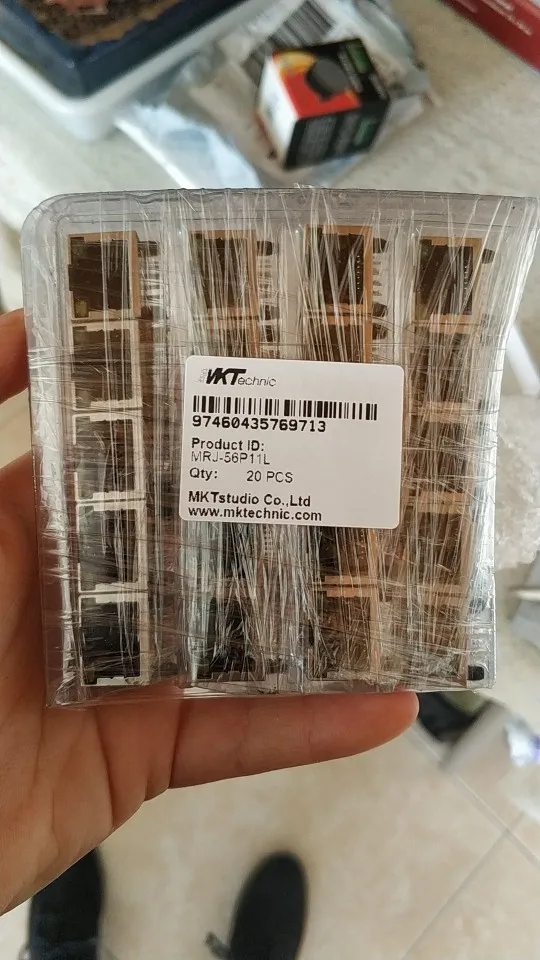 MKTechnic
97460435769713
Product ID:
MRJ-56P11L
Qty: 20 PCS
MKTstudio Co.,Ltd
www.mktechnic.com